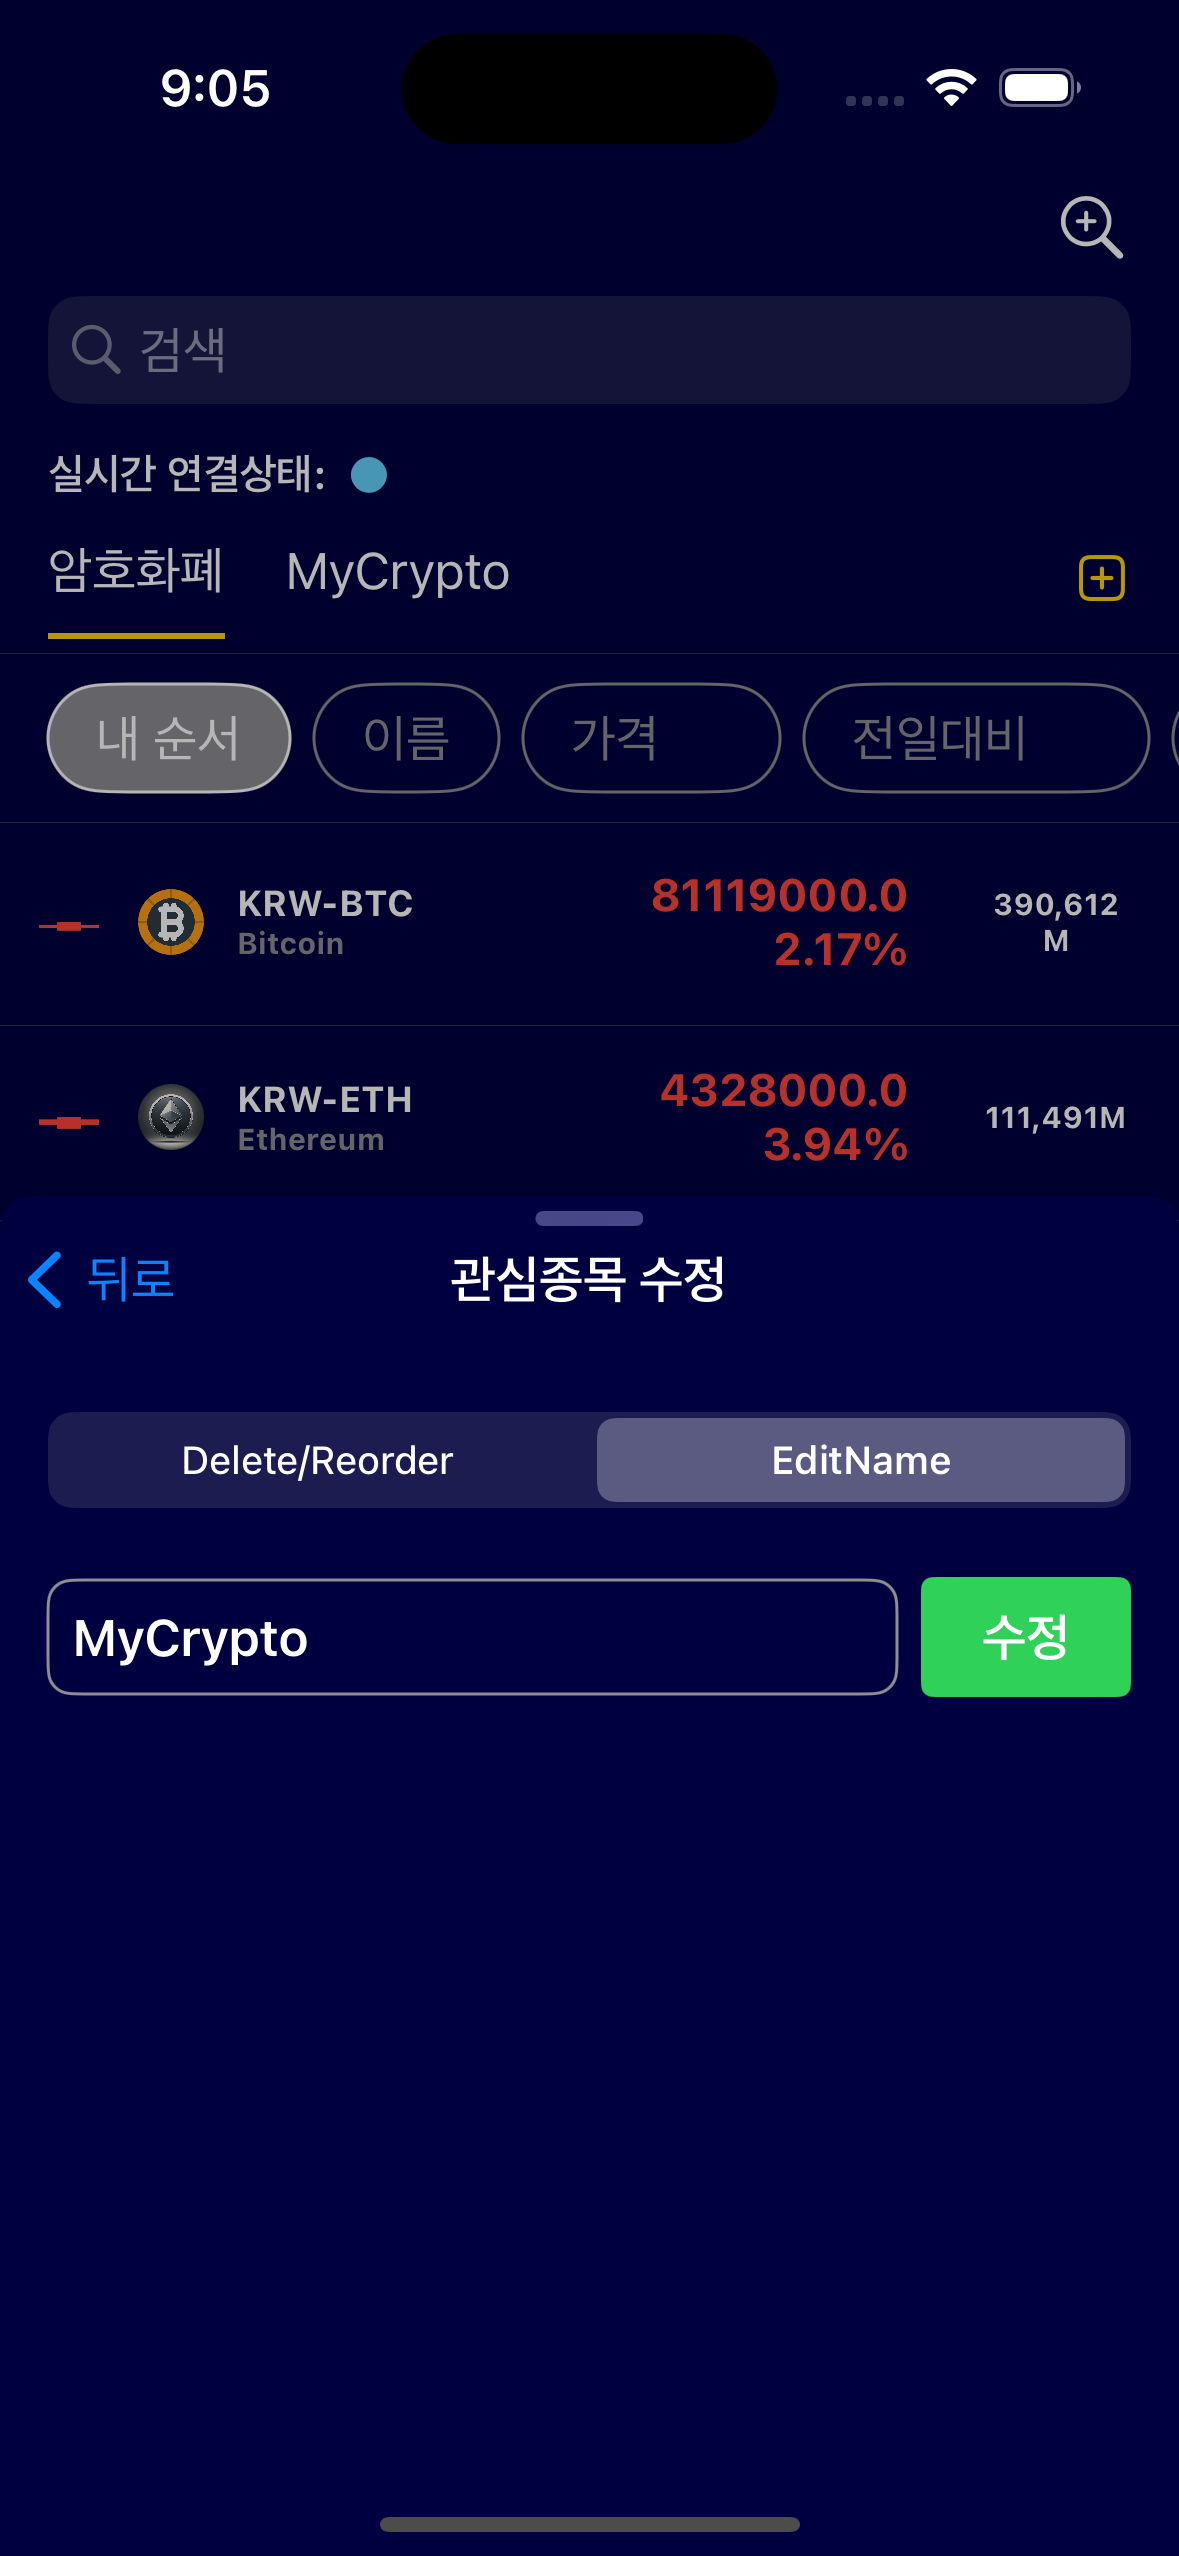 9:05
검색
실시간 연결상태:
암호화폐 MyCrypto
내 순서 이름 가격 전일대비
KRW-BTC 81119000.0 390,612
Bitcoin 2.17% M
KRW-ETH 4328000.0 111,491M
Ethereum 3.94%
뒤로 관심종목 수정
Delete/Reorder EditName
MyCrypto 수정